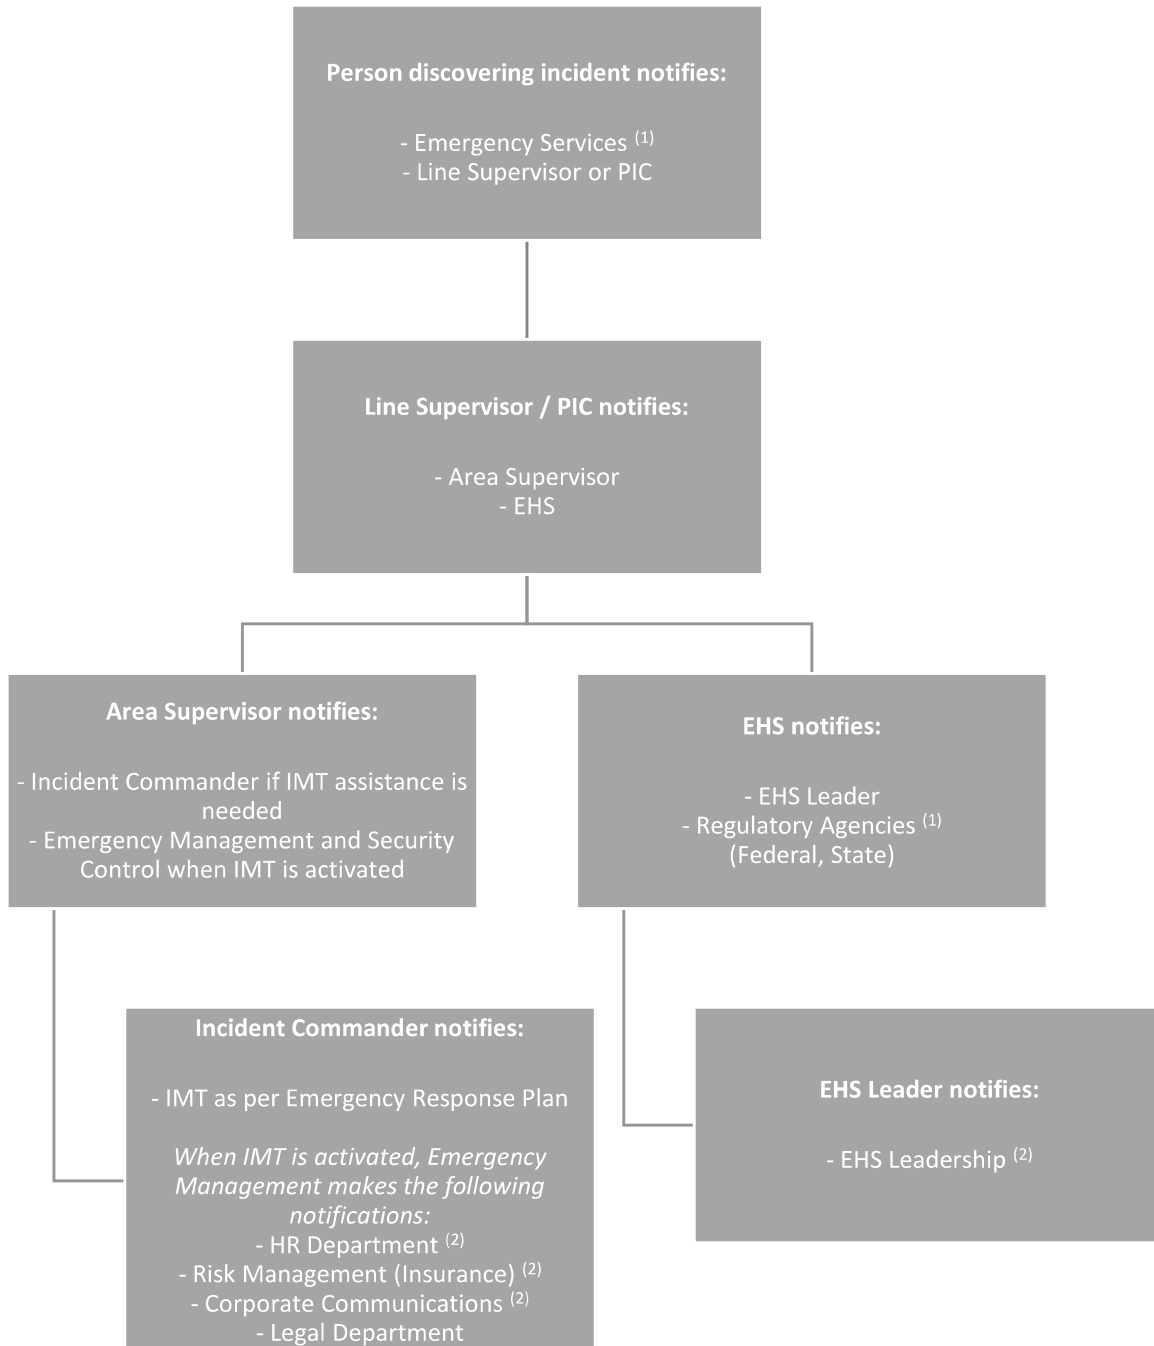 Person discovering incident notifies:
- Emergency Services (1)
- Line Supervisor or PIC
Line Supervisor / PIC notifies:
- Area Supervisor
- EHS
Area Supervisor notifies:
- Incident Commander if IMT assistance is
needed
- Emergency Management and Security
Control when IMT is activated
EHS notifies:
- EHS Leader
- Regulatory Agencies (1)
(Federal, State)
Incident Commander notifies:
- IMT as per Emergency Response Plan
When IMT is activated, Emergency
Management makes the following
notifications:
- HR Department (2)
- Risk Management (Insurance) (2)
- Corporate Communications (2)
- Legal Department
EHS Leader notifies:
- EHS Leadership (2)